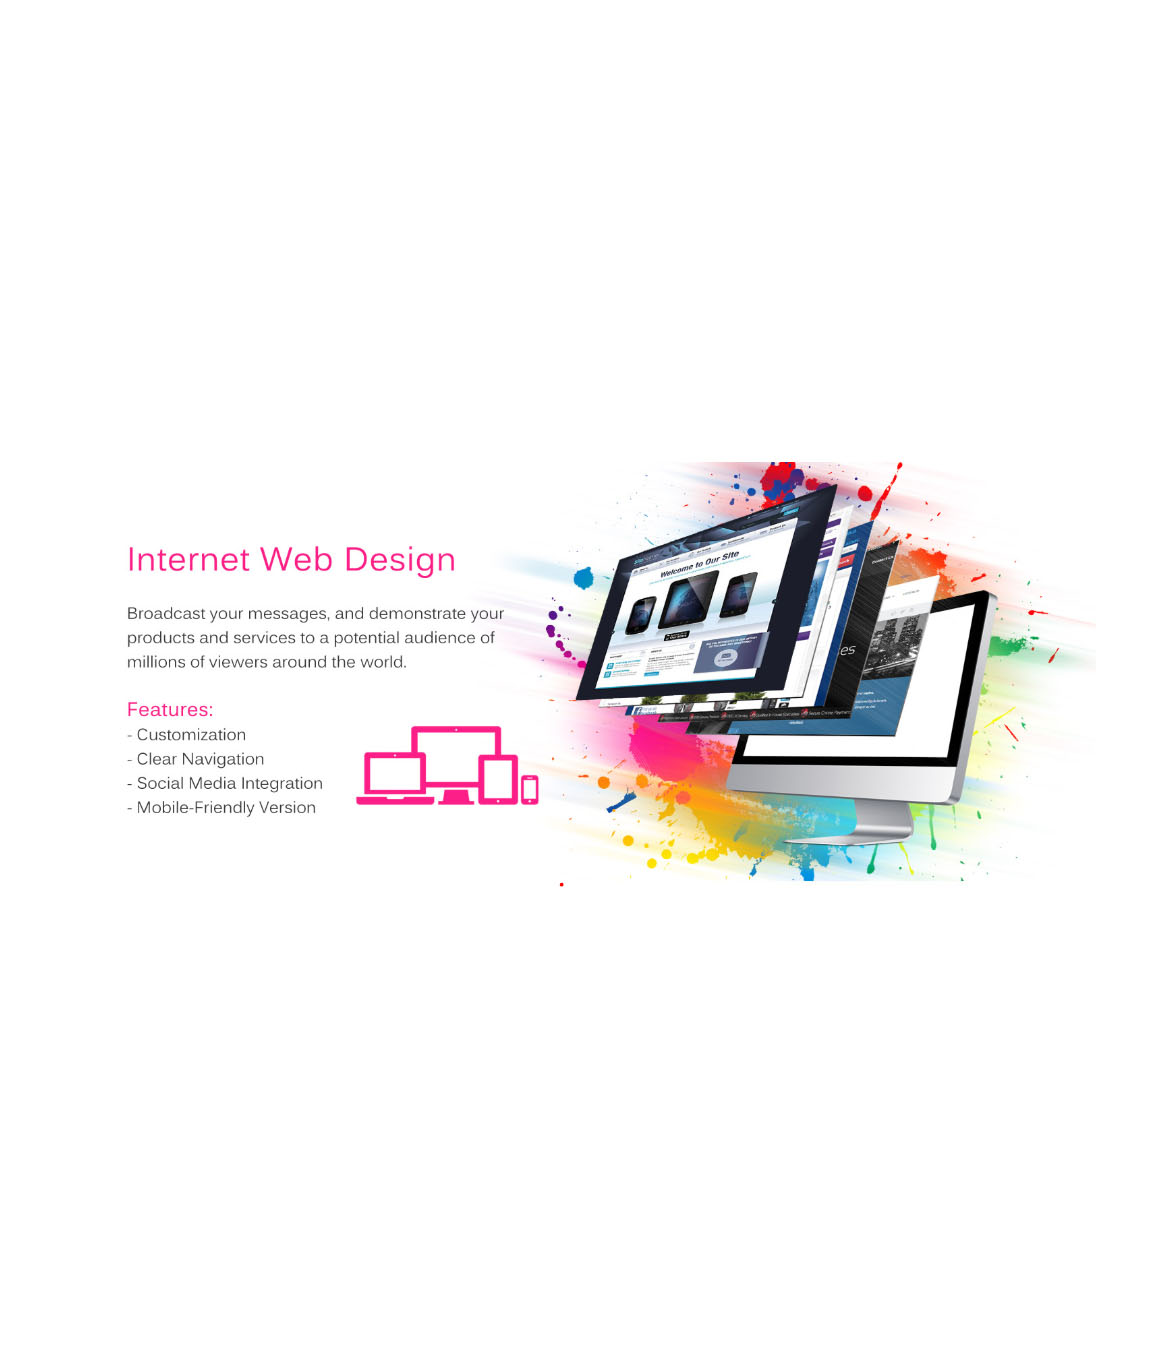 Internet Web Design
Broadcast your messages, and demonstrate your
products and services to a potential audience of
millions of viewers around the world.
Features:
- Customization
- Clear Navigation
- Social Media Integration
- Mobile-Friendly Version
Welcome to Our Site
es